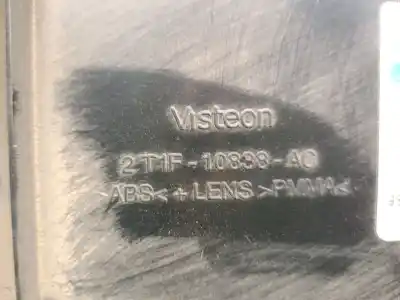 Visteon
2T1F-10838-AC
>ABS< + LENS >PMMA<